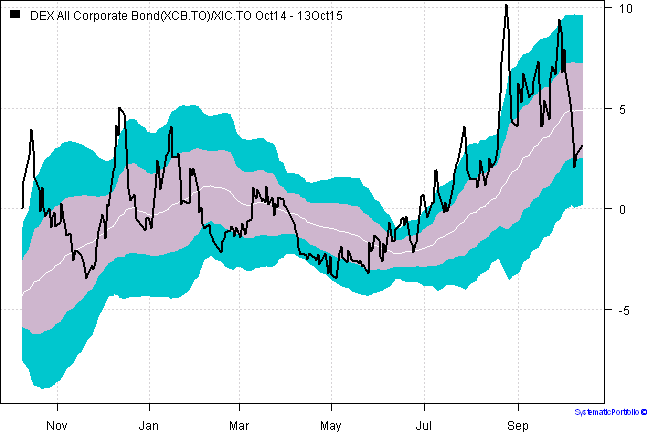 DEX All Corporate Bond(XCB.TO)/XIC.TO Oct14 - 13Oct15
10
5
0
-5
Nov Jan Mar May Jul Sep
SystematicPortfolio ©